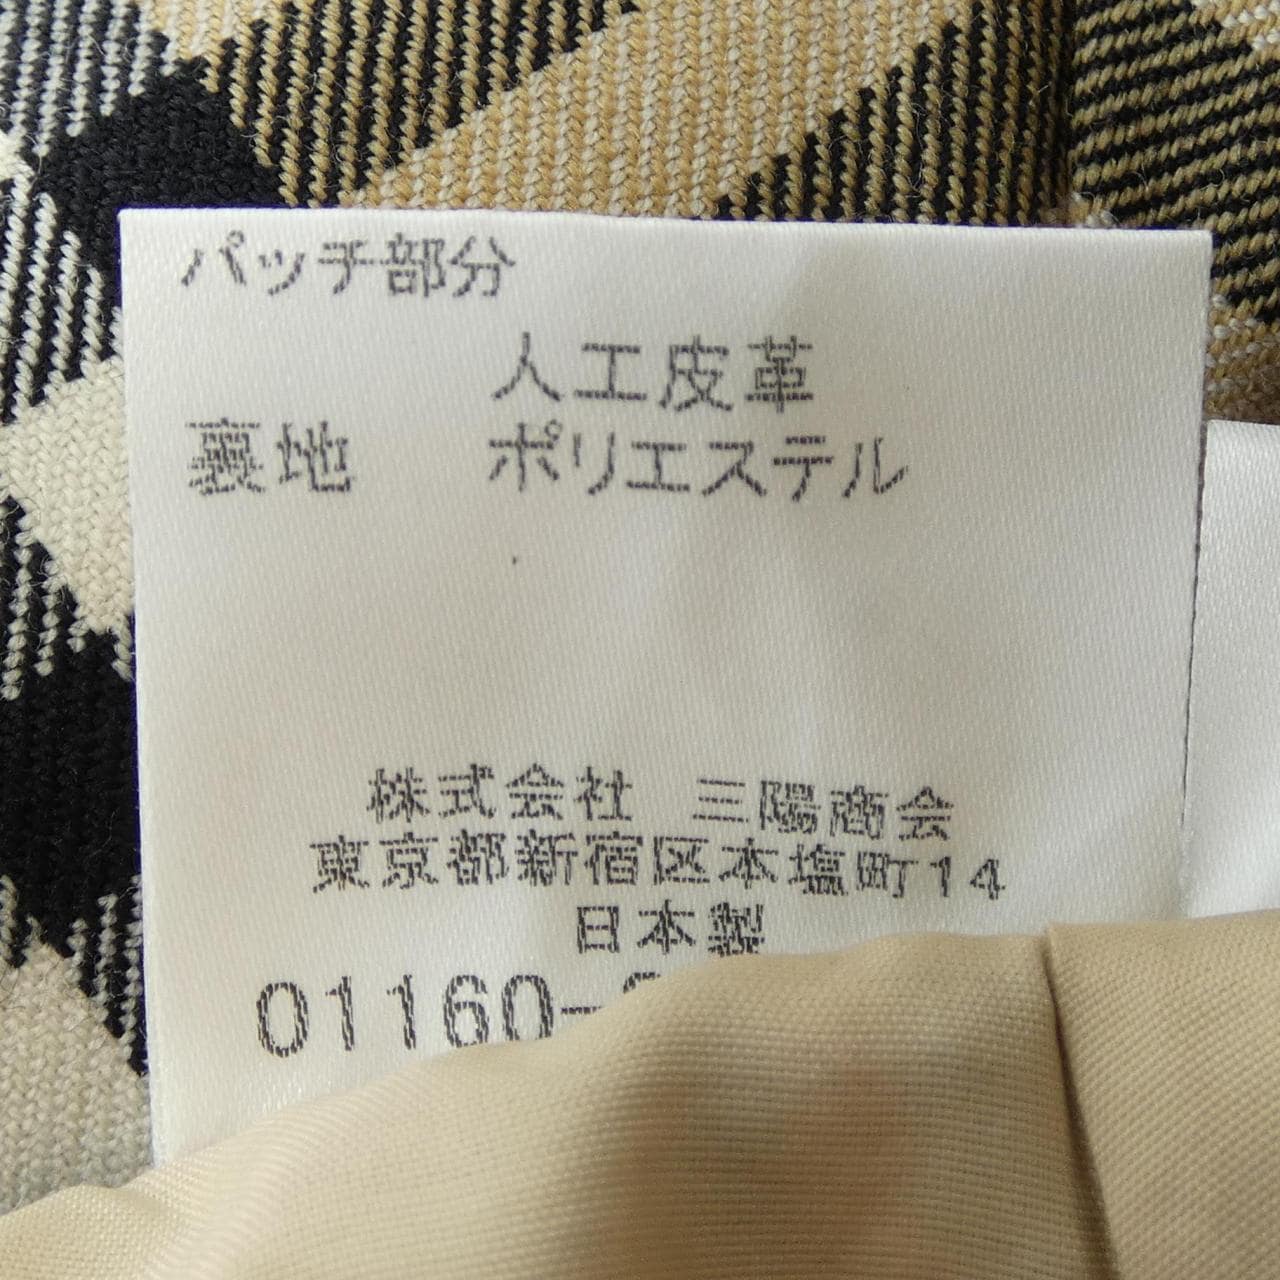 パッチ部分
人工皮革
裏地 ポリエステル
株式会社 三陽商会
東京都新宿区本塩町14
日本製
01160-